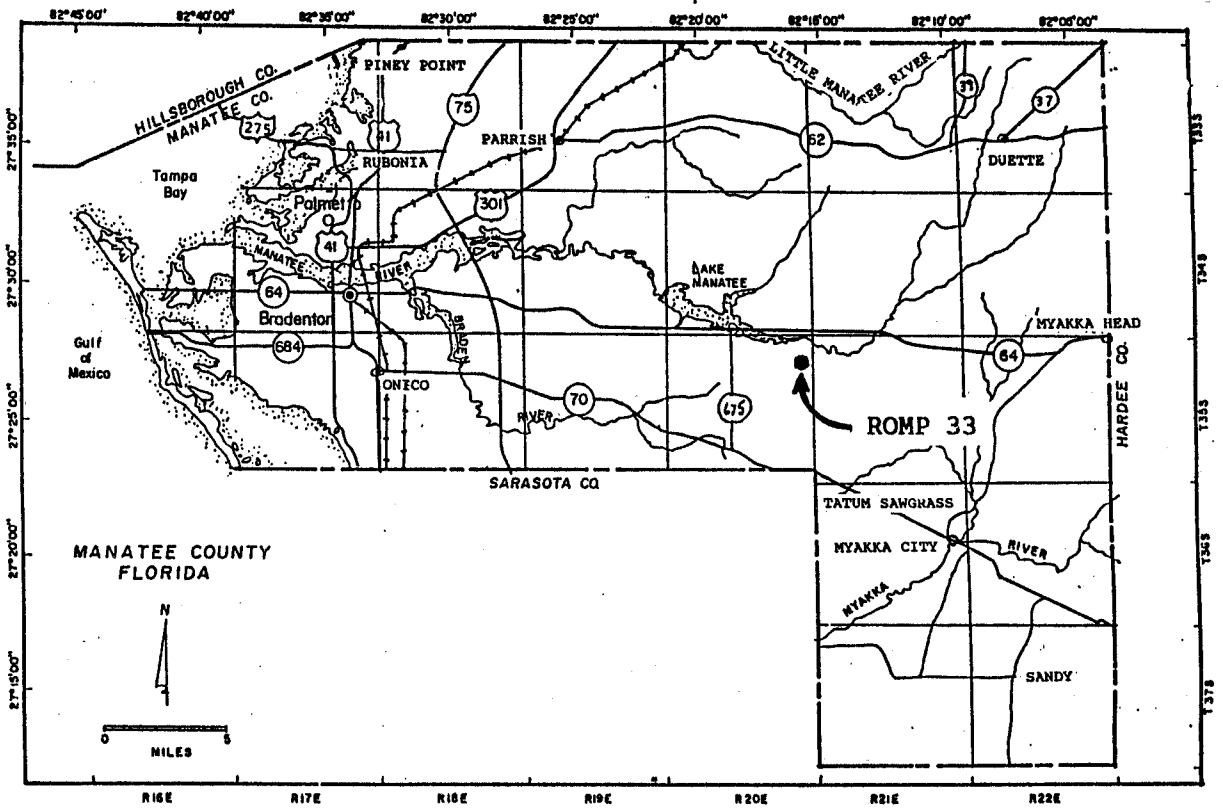 82°45'00"
82°40'00"
82°35'00"
82°30'00"
82°25'00"
82°20'00"
82°15'00"
82°10'00"
82°05'00"
HILLSBOROUGH CO.
MANATEE CO.
PINEY POINT
LITTLE MANATEE RIVER
275
41
75
37
PARRISH
62
RUBONIA
DUETTE
27°35'00"
T33S
Tampa
Bay
Palmetto
301
41
MANATEE
RIVER
LAKE
MANATEE
27°30'00"
T34S
64
Bradenton
BRADEN
MYAKKA HEAD
684
64
Gulf
of
Mexico
ONICO
70
RIVER
675
ROMP 33
HARDEE CO.
27°25'00"
T35S
SARASOTA CO
TATUM SAWGRASS
27°20'00"
T36S
MYAKKA CITY
RIVER
MANATEE COUNTY
FLORIDA
MYAKKA
N
SANDY
27°15'00"
T37S
0
5
MILES
R16E
R17E
R18E
R19E
R20E
R21E
R22E